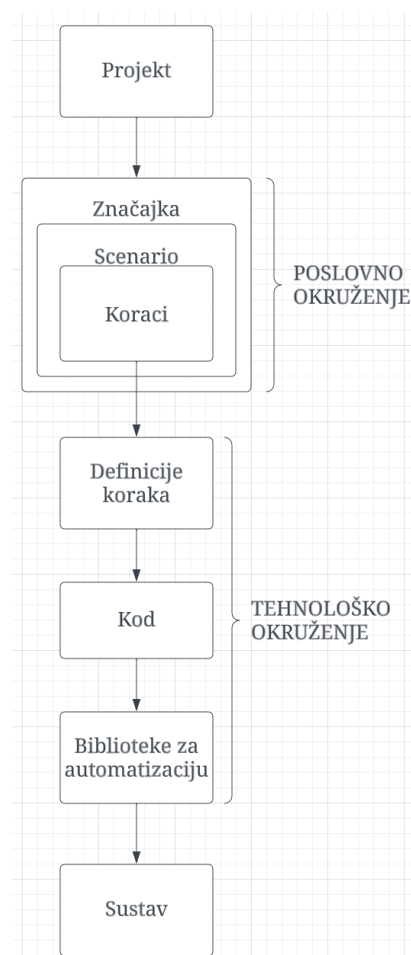 Projekt
Značajka
Scenario
Koraci
POSLOVNO
OKRUŽENJE
Definicije
koraka
Kod
TEHNOLOŠKO
OKRUŽENJE
Biblioteke za
automatizaciju
Sustav